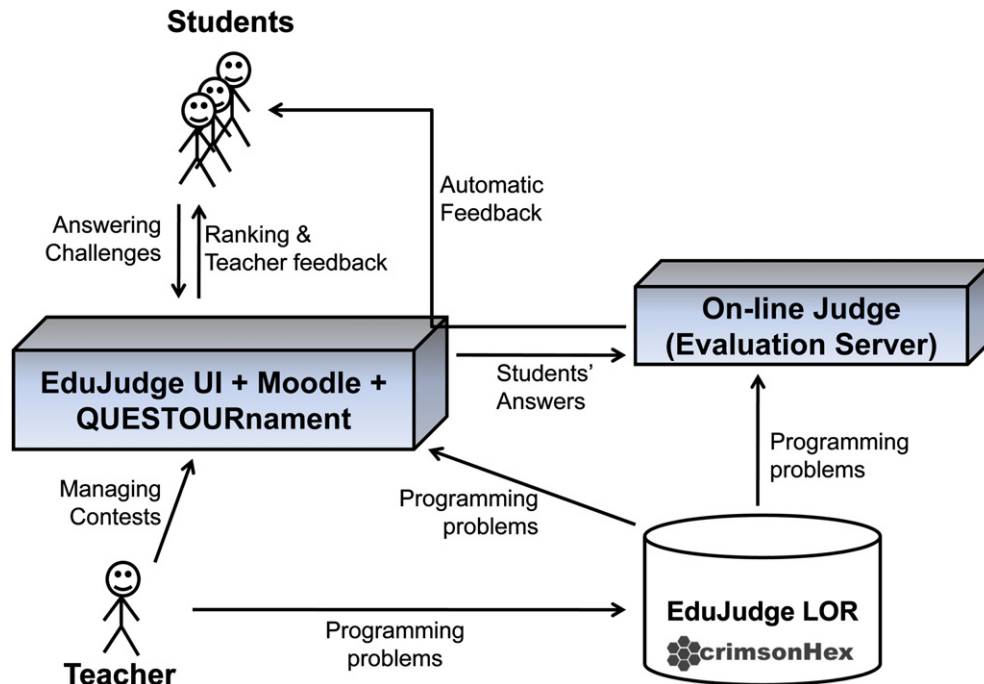 Students
Automatic
Feedback
Answering
Challenges
Ranking &
Teacher feedback
On-line Judge
(Evaluation Server)
EduJudge UI + Moodle +
QUESTOURnament
Students’
Answers
Programming
problems
Managing
Contests
Programming
problems
EduJudge LOR
crimsonHex
Programming
problems
Teacher